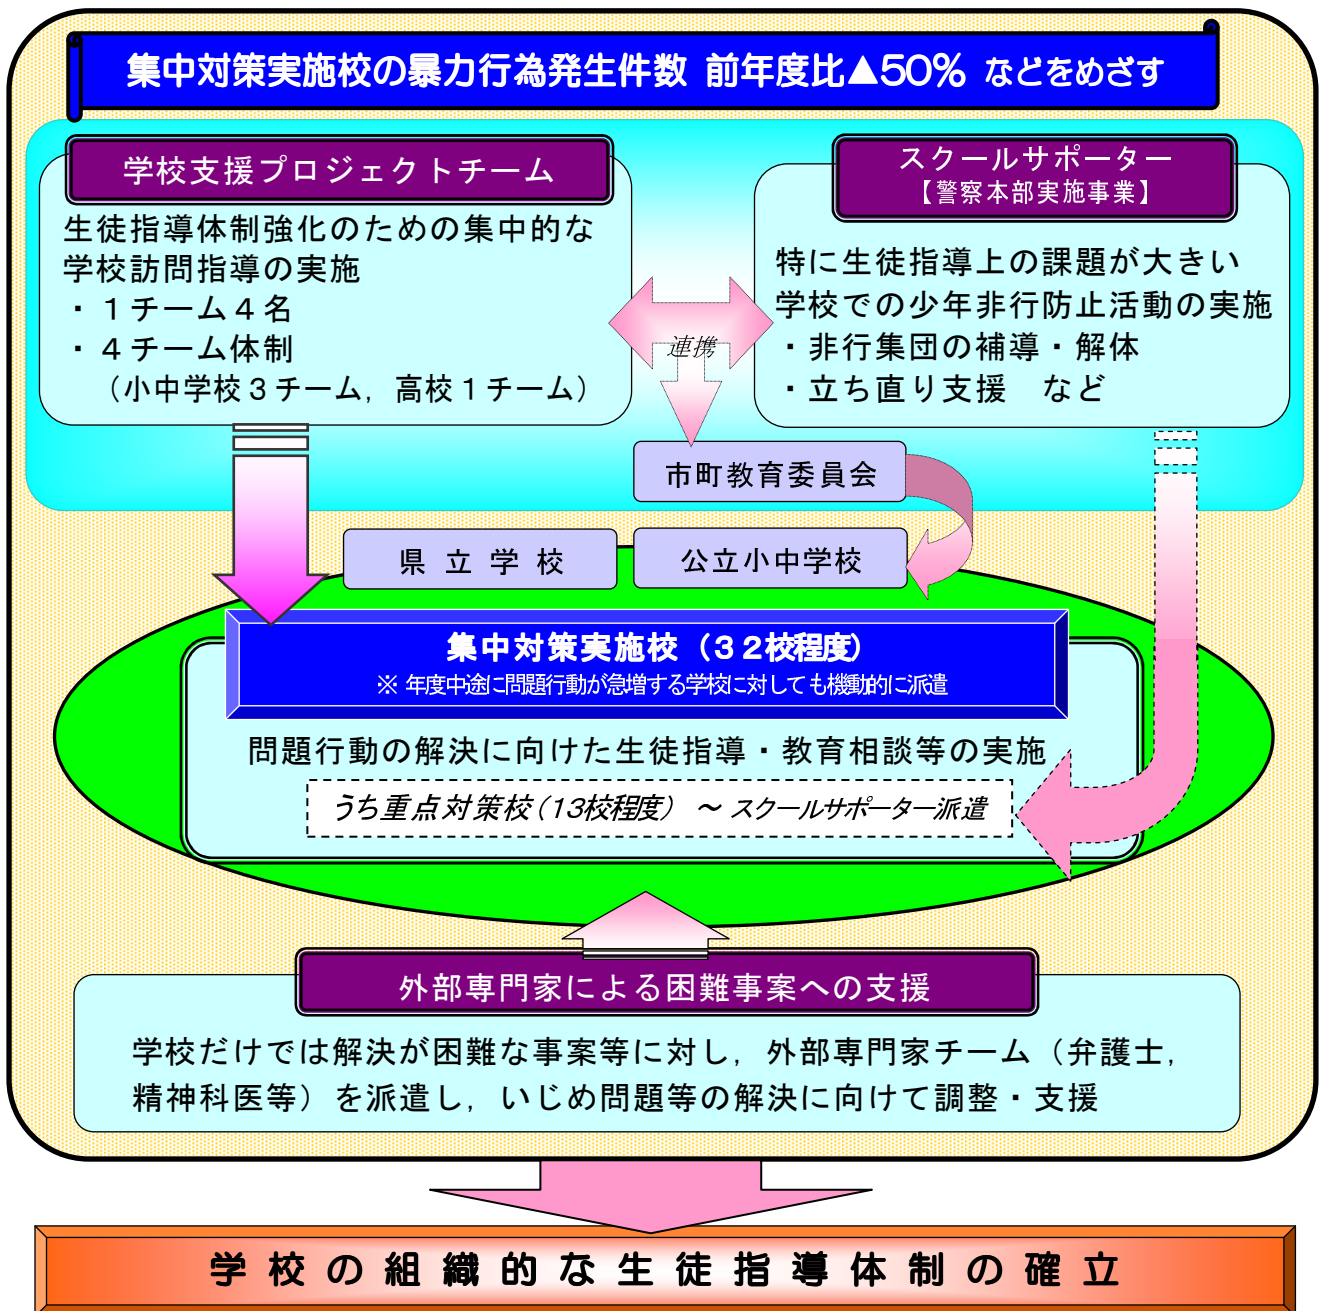 集中対策実施校の暴力行為発生件数 前年度比▲50% などをめざす
学校支援プロジェクトチーム
生徒指導体制強化のための集中的な
学校訪問指導の実施
・１チーム４名
・４チーム体制
（小中学校３チーム，高校１チーム）
スクールサポーター
【警察本部実施事業】
特に生徒指導上の課題が大きい
学校での少年非行防止活動の実施
・非行集団の補導・解体
・立ち直り支援　など
連携
市町教育委員会
県立学校
公立小中学校
集中対策実施校（３２校程度）
※ 年度中途に問題行動が急増する学校に対しても機動的に派遣
問題行動の解決に向けた生徒指導・教育相談等の実施
うち重点対策校（13校程度） ～ スクールサポーター派遣
外部専門家による困難事案への支援
学校だけでは解決が困難な事案等に対し，外部専門家チーム（弁護士，
精神科医等）を派遣し，いじめ問題等の解決に向けて調整・支援
学校の組織的な生徒指導体制の確立